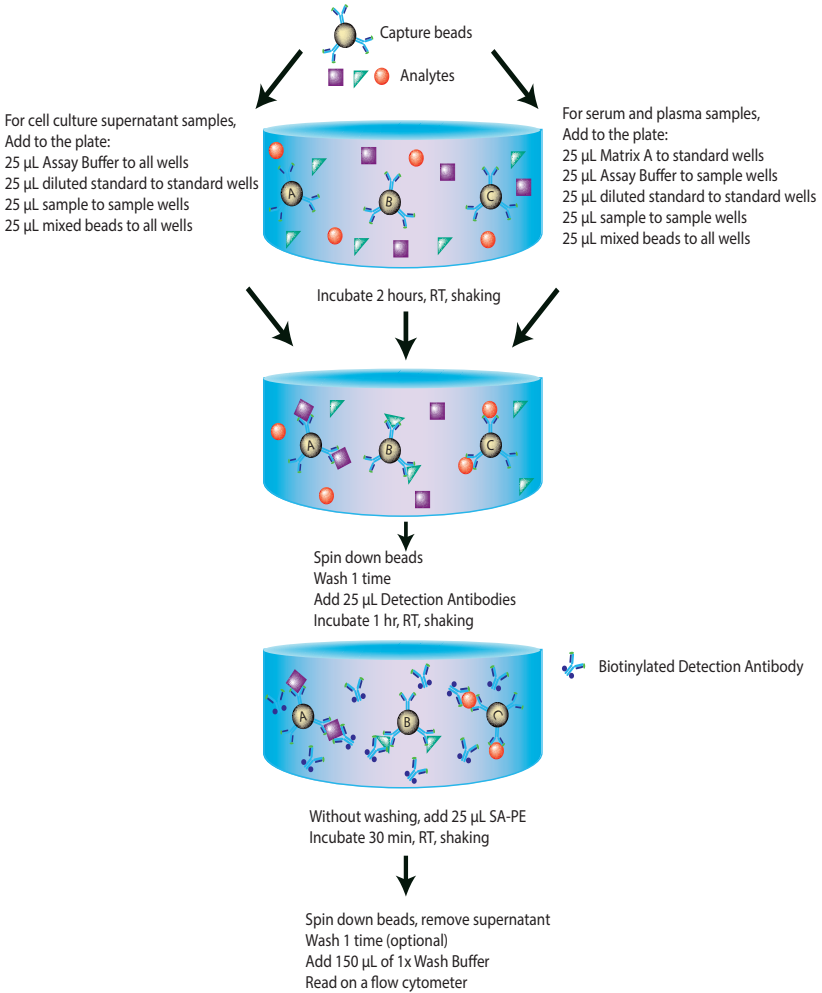 Capture beads
Analytes
For cell culture supernatant samples,
Add to the plate:
25 µL Assay Buffer to all wells
25 µL diluted standard to standard wells
25 µL sample to sample wells
25 µL mixed beads to all wells
For serum and plasma samples,
Add to the plate:
25 µL Matrix A to standard wells
25 µL Assay Buffer to sample wells
25 µL diluted standard to standard wells
25 µL sample to sample wells
25 µL mixed beads to all wells
A
B
C
Incubate 2 hours, RT, shaking
A
B
C
Spin down beads
Wash 1 time
Add 25 µL Detection Antibodies
Incubate 1 hr, RT, shaking
Biotinylated Detection Antibody
A
B
C
Without washing, add 25 µL SA-PE
Incubate 30 min, RT, shaking
Spin down beads, remove supernatant
Wash 1 time (optional)
Add 150 µL of 1x Wash Buffer
Read on a flow cytometer